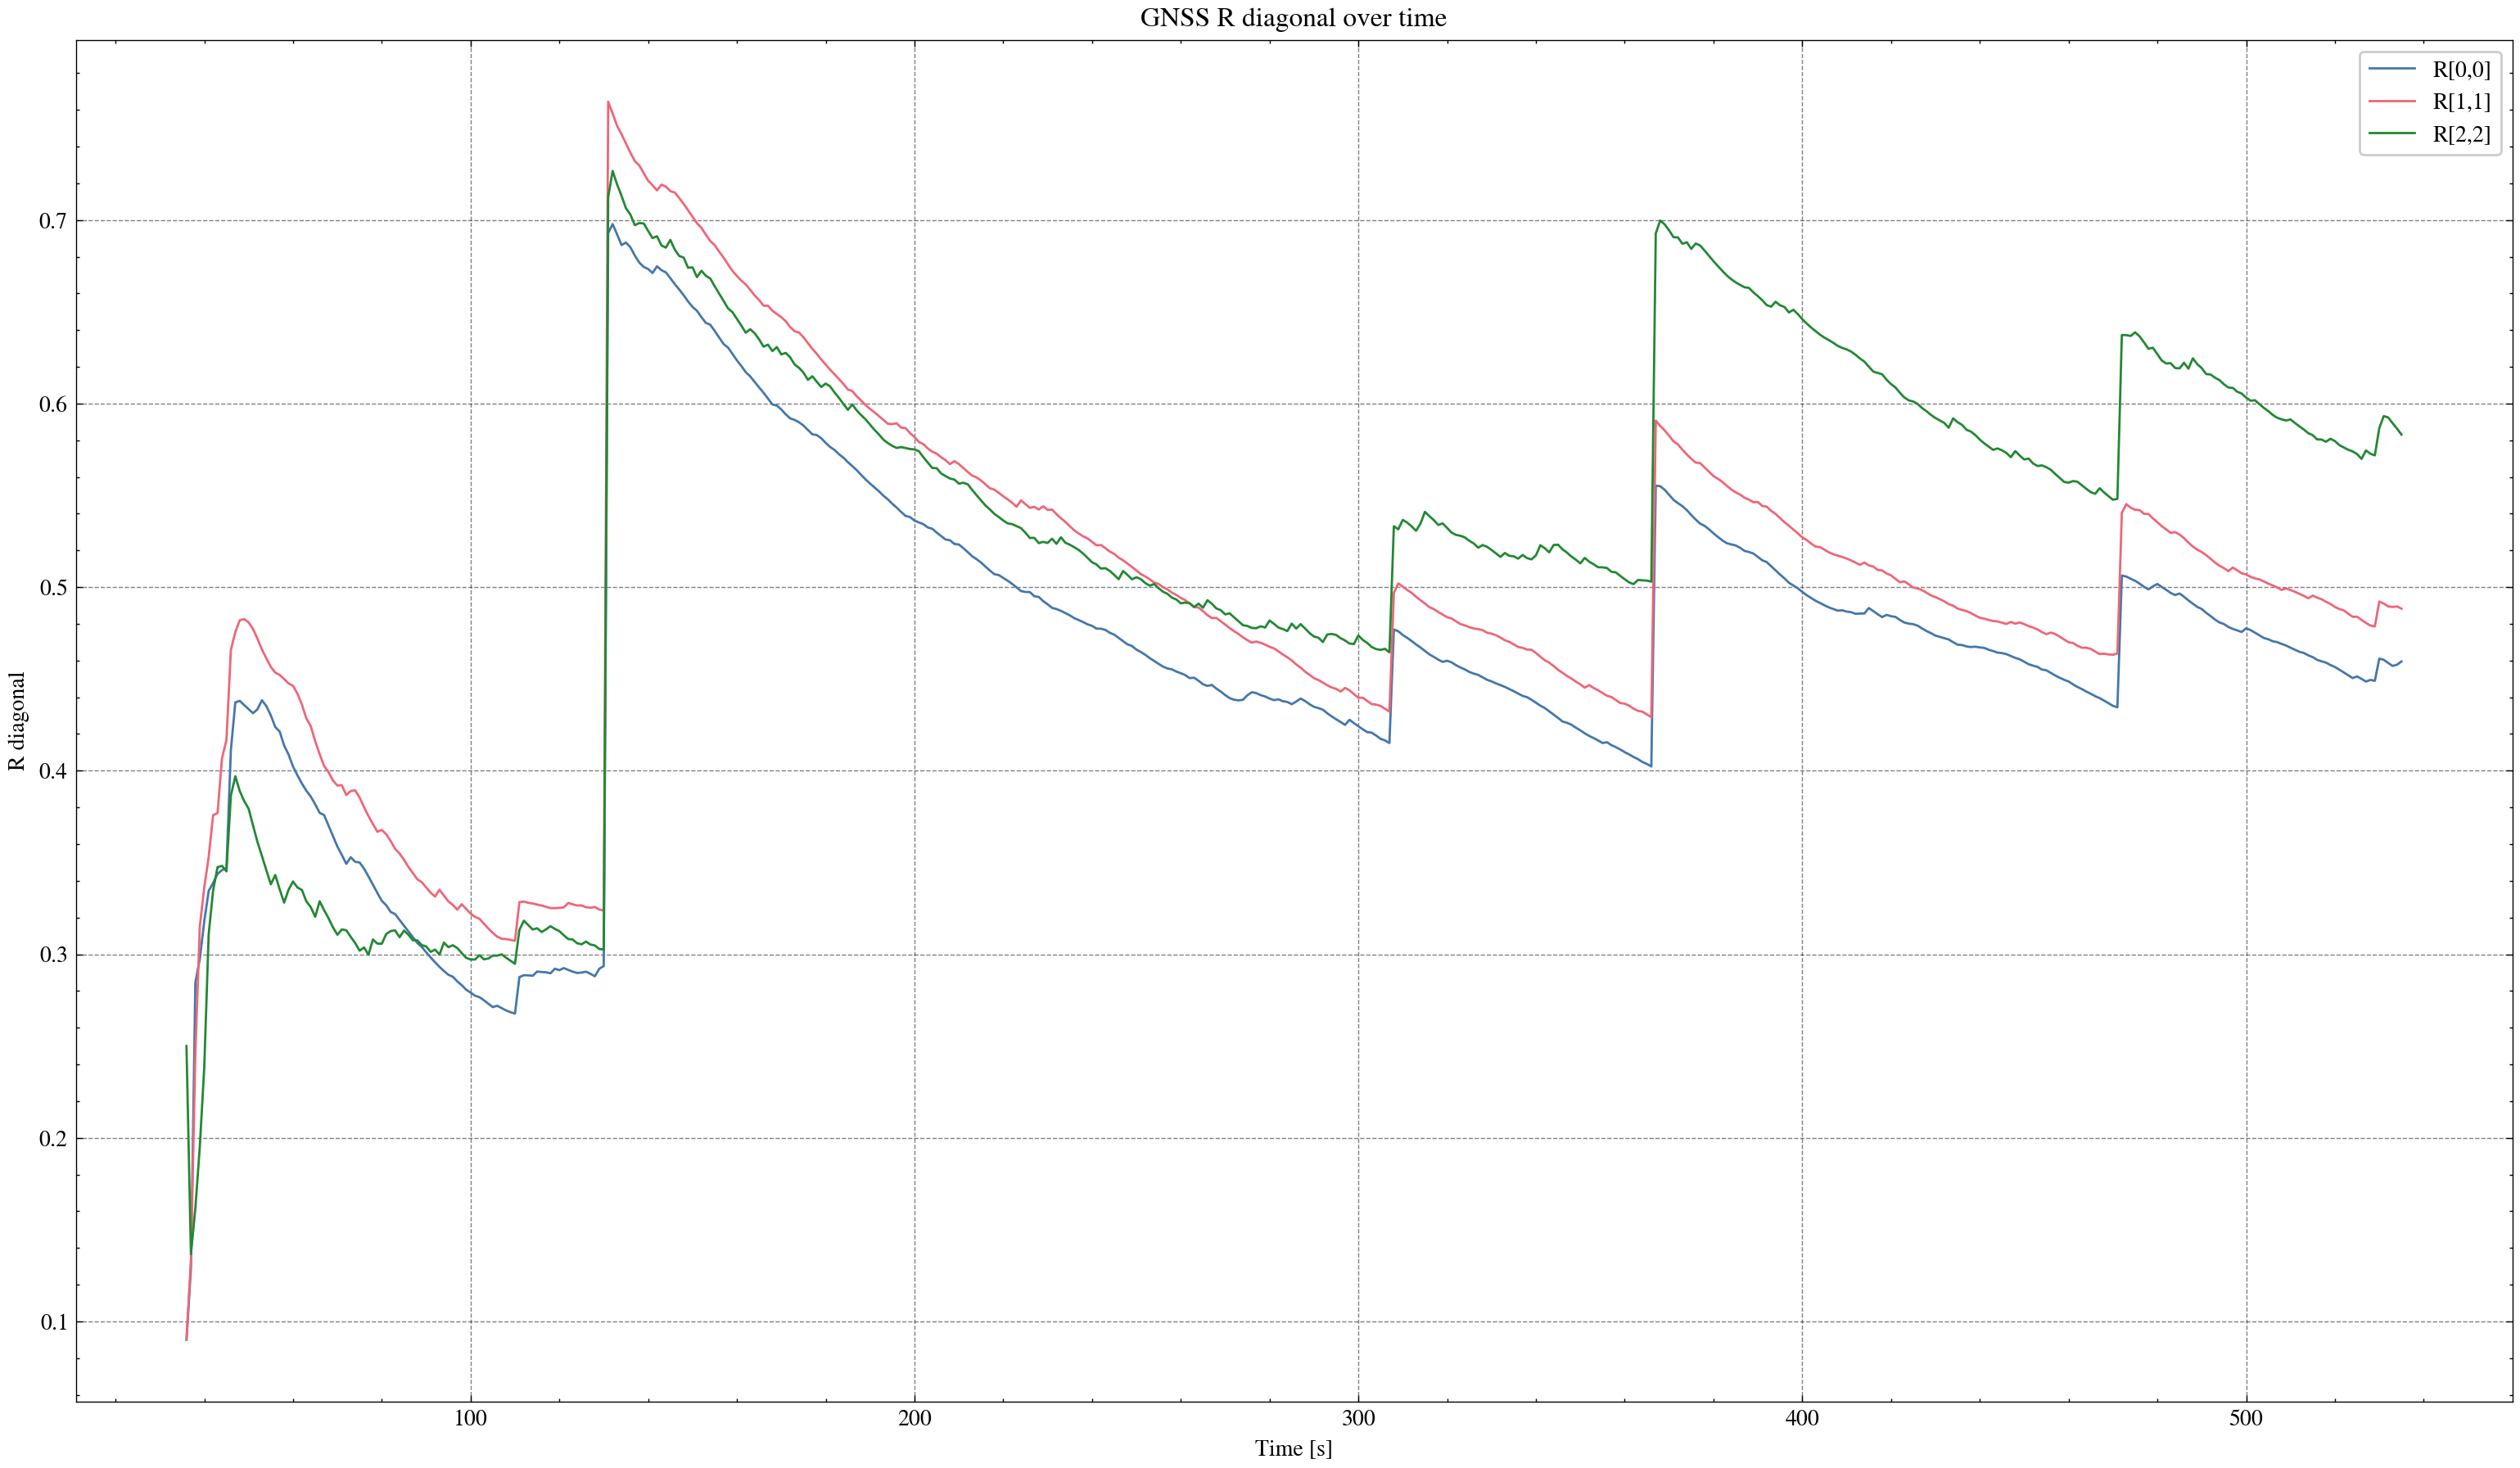 GNSS R diagonal over time
R[0,0]
R[1,1]
R[2,2]
0.7
0.6
0.5
0.4
0.3
0.2
0.1
R diagonal
100 200 300 400 500
Time [s]